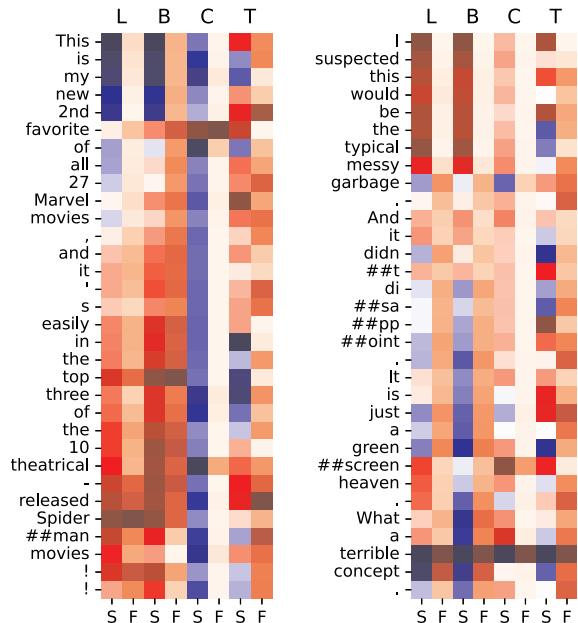 L B C T
This
is
my
new
2nd
favorite
of
all
27
Marvel
movies
,
and
it
'
s
easily
in
the
top
three
of
the
10
theatrical
-
released
Spider
##man
movies
!
!
S F S F S F S F
L B C T
I
suspected
this
would
be
the
typical
messy
garbage
.
And
it
didn
##t
di
##sa
##pp
##oint
.
It
is
just
a
green
##screen
heaven
.
What
a
terrible
concept
.
S F S F S F S F